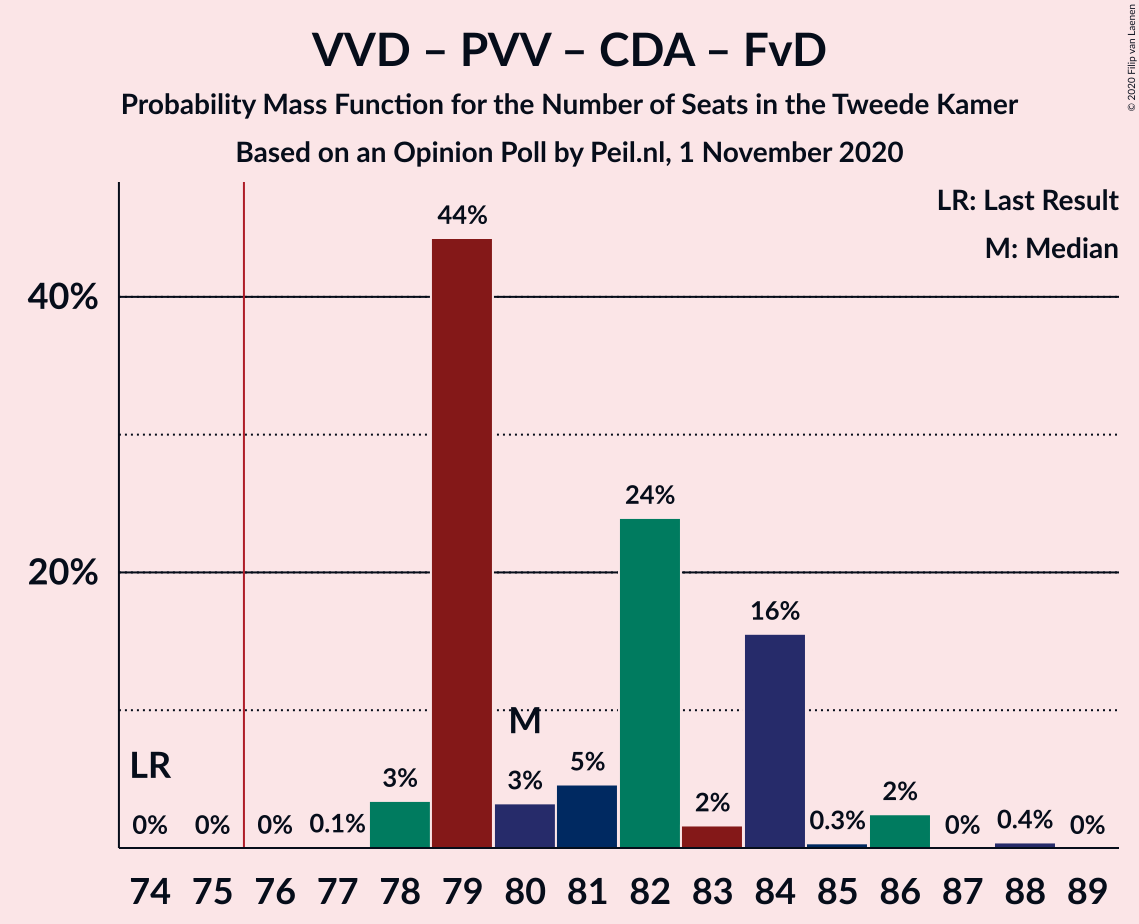 VVD – PVV – CDA – FvD
Probability Mass Function for the Number of Seats in the Tweede Kamer
Based on an Opinion Poll by Peil.nl, 1 November 2020
© 2020 Filip van Laenen
LR: Last Result
M: Median
44%
40%
24%
20%
16%
M
LR
5%
3%
3%
2%
2%
0%
0%
0%
0.1%
0.3%
0%
0.4%
0%
74 75 76 77 78 79 80 81 82 83 84 85 86 87 88 89